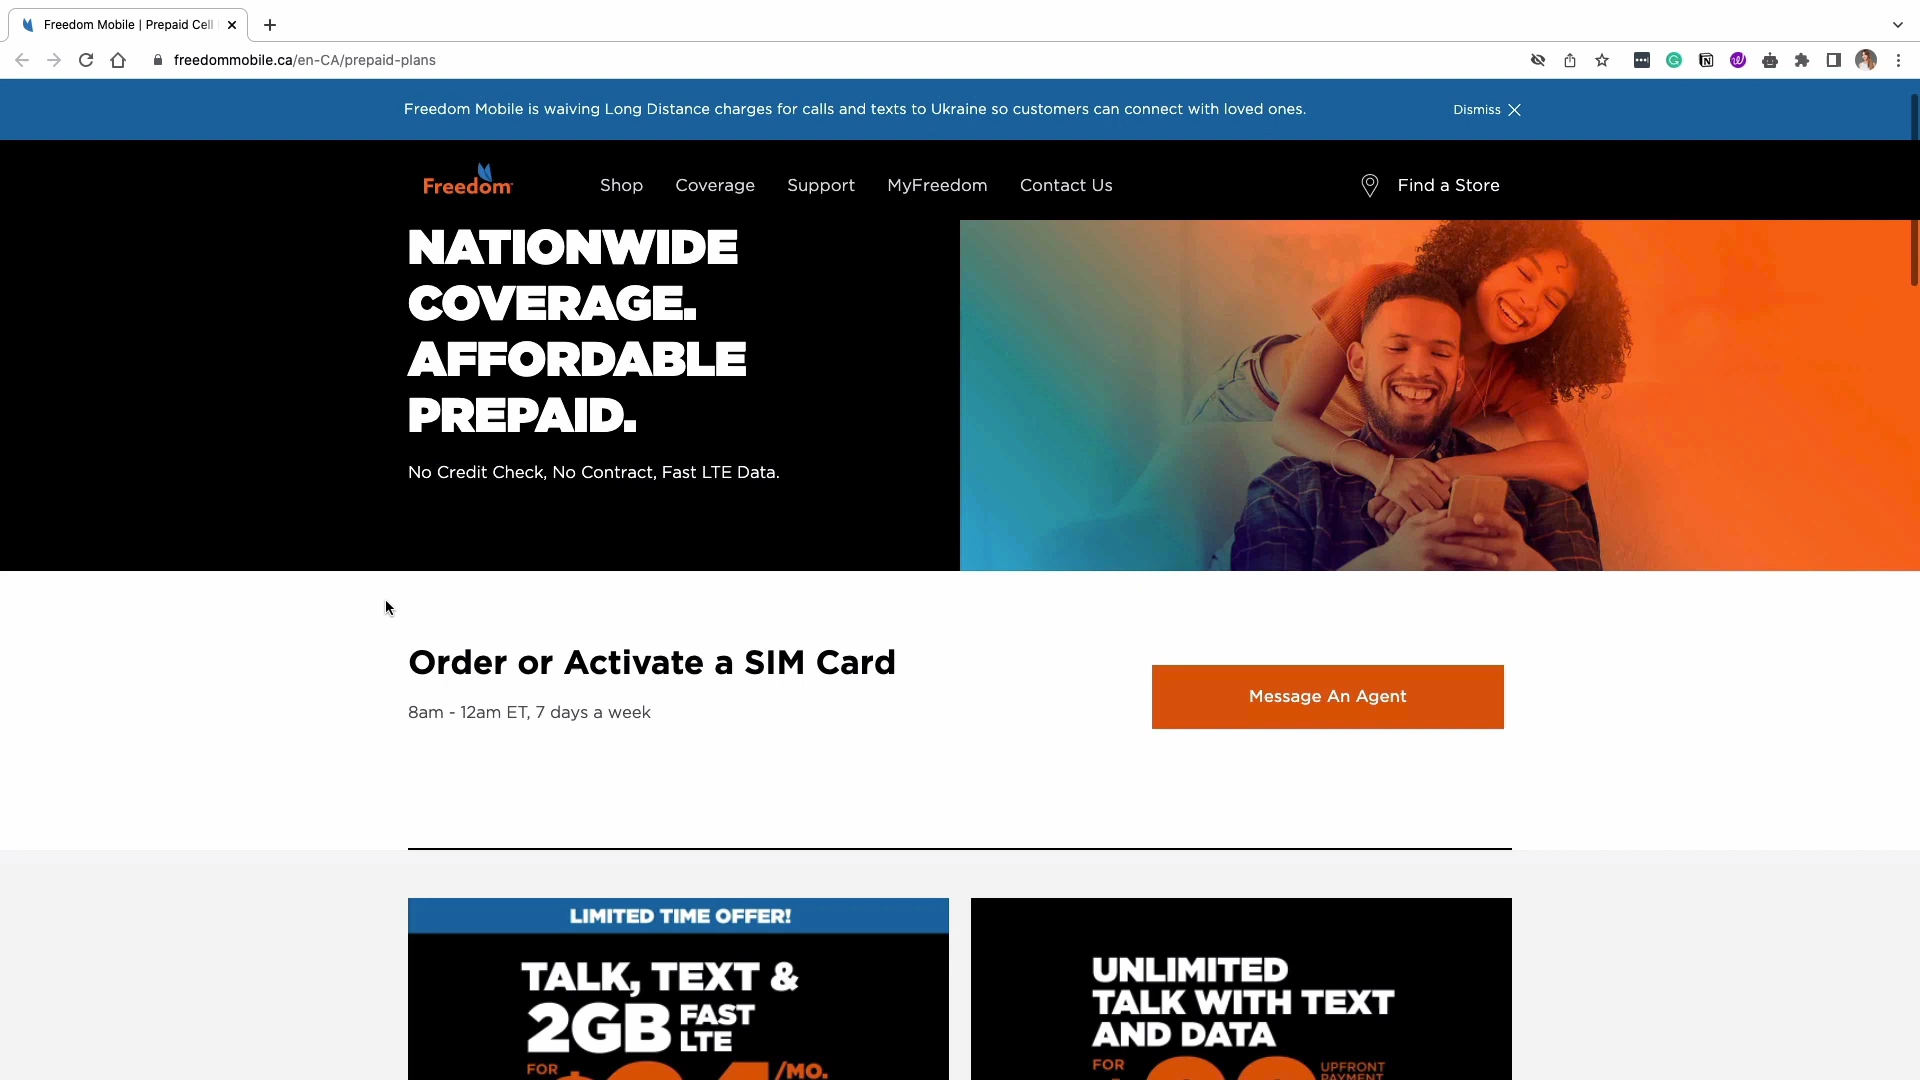 Freedom Mobile | Prepaid Cell
freedommobile.ca/en-CA/prepaid-plans
Freedom Mobile is waiving Long Distance charges for calls and texts to Ukraine so customers can connect with loved ones.
Dismiss
Freedom
Shop
Coverage
Support
MyFreedom
Contact Us
Find a Store
NATIONWIDE
COVERAGE.
AFFORDABLE
PREPAID.
No Credit Check, No Contract, Fast LTE Data.
Order or Activate a SIM Card
8am - 12am ET, 7 days a week
Message An Agent
LIMITED TIME OFFER!
TALK, TEXT &
2GB FAST
LTE
FOR
/MO.
UNLIMITED
TALK WITH TEXT
AND DATA
FOR
UPFRONT
PAYMENT